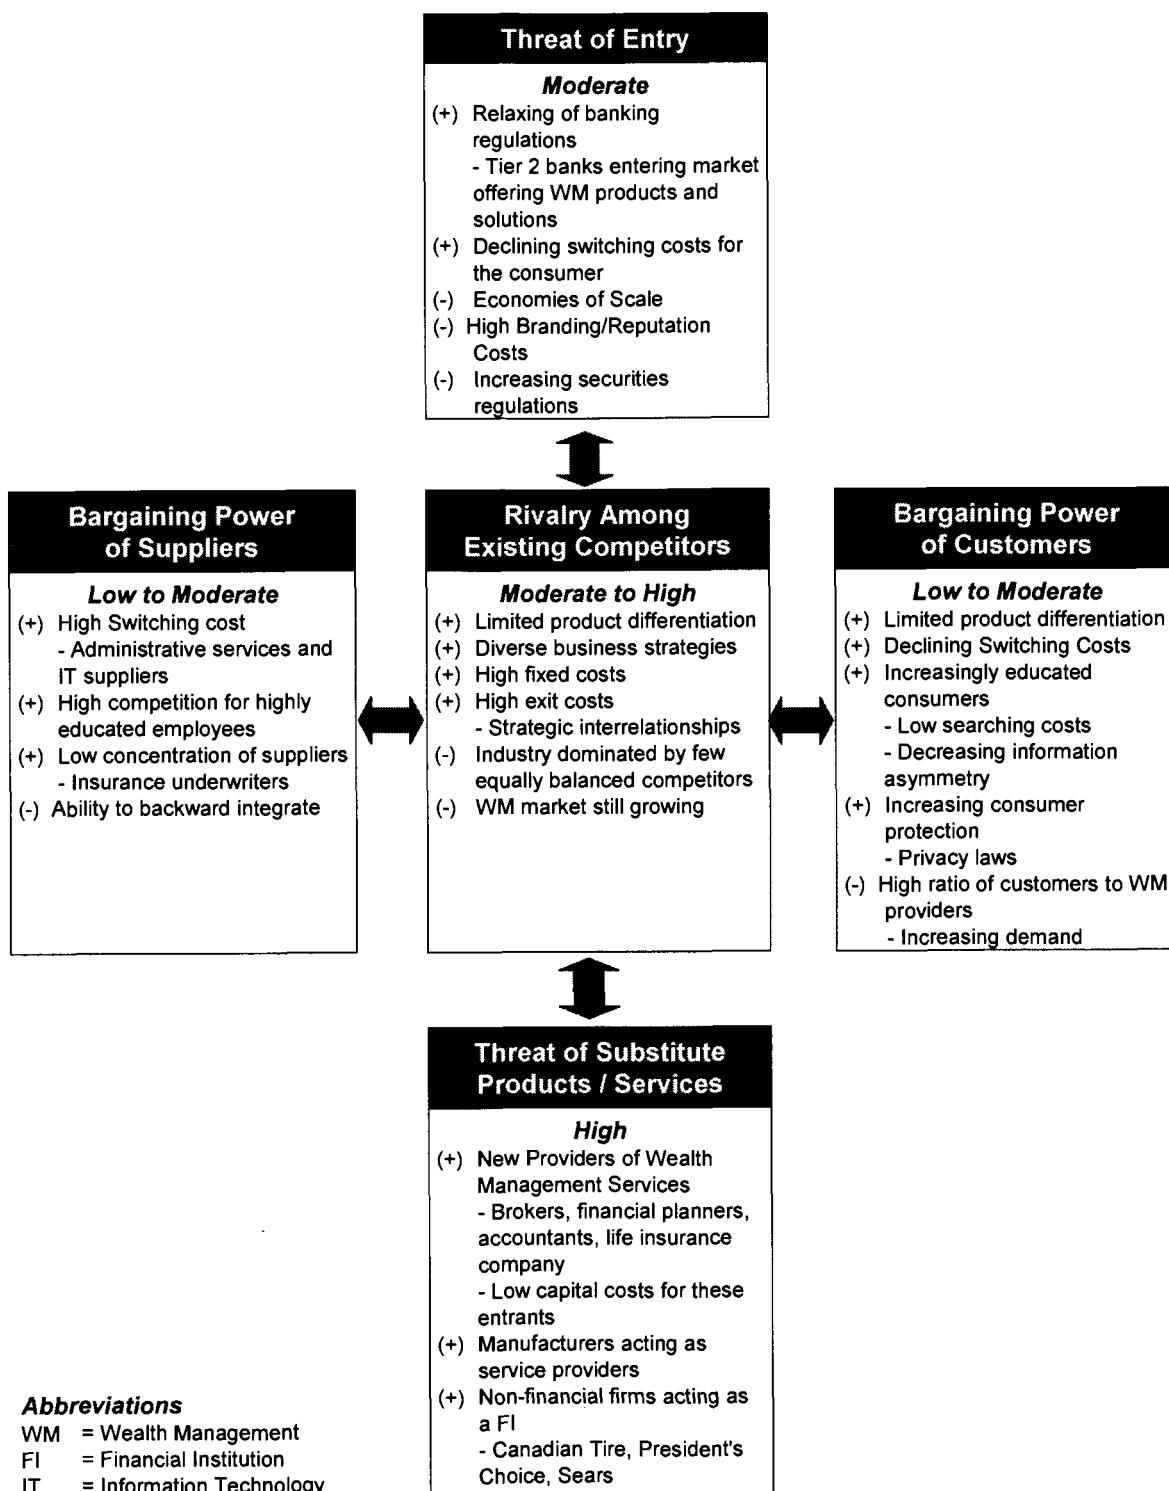 Threat of Entry
Moderate
(+) Relaxing of banking
regulations
- Tier 2 banks entering market
offering WM products and
solutions
(+) Declining switching costs for
the consumer
(-) Economies of Scale
(-) High Branding/Reputation
Costs
(-) Increasing securities
regulations
Bargaining Power
of Suppliers
Low to Moderate
(+) High Switching cost
- Administrative services and
IT suppliers
(+) High competition for highly
educated employees
(+) Low concentration of suppliers
- Insurance underwriters
(-) Ability to backward integrate
Rivalry Among
Existing Competitors
Moderate to High
(+) Limited product differentiation
(+) Diverse business strategies
(+) High fixed costs
(+) High exit costs
- Strategic interrelationships
(-) Industry dominated by few
equally balanced competitors
(-) WM market still growing
Bargaining Power
of Customers
Low to Moderate
(+) Limited product differentiation
(+) Declining Switching Costs
(+) Increasingly educated
consumers
- Low searching costs
- Decreasing information
asymmetry
(+) Increasing consumer
protection
- Privacy laws
(-) High ratio of customers to WM
providers
- Increasing demand
Threat of Substitute
Products / Services
High
(+) New Providers of Wealth
Management Services
- Brokers, financial planners,
accountants, life insurance
company
- Low capital costs for these
entrants
(+) Manufacturers acting as
service providers
(+) Non-financial firms acting as
a FI
- Canadian Tire, President's
Choice, Sears
Abbreviations
WM = Wealth Management
FI = Financial Institution
IT = Information Technology